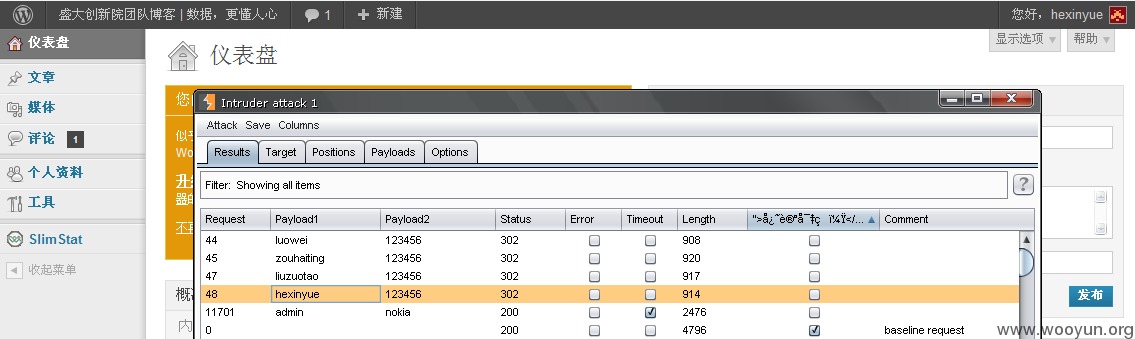 盛大创新院团队博客 | 数据，更懂人心 1 + 新建 您好，hexinyue
仪表盘 仪表盘 显示选项 帮助
文章
媒体
评论 1
个人资料
工具
SlimStat
收起菜单
您
似乎
Wo
升级
器的
不再
概况
内
发布
Intruder attack 1
Attack Save Columns
Results Target Positions Payloads Options
Filter: Showing all items ?
Request Payload1 Payload2 Status Error Timeout Length Comment
44 luowei 123456 302 908
45 zouhaiting 123456 302 920
47 liuzuotao 123456 302 917
48 hexinyue 123456 302 914
11701 admin nokia 200 2476
0 200 4796 baseline request
www.wooyun.org